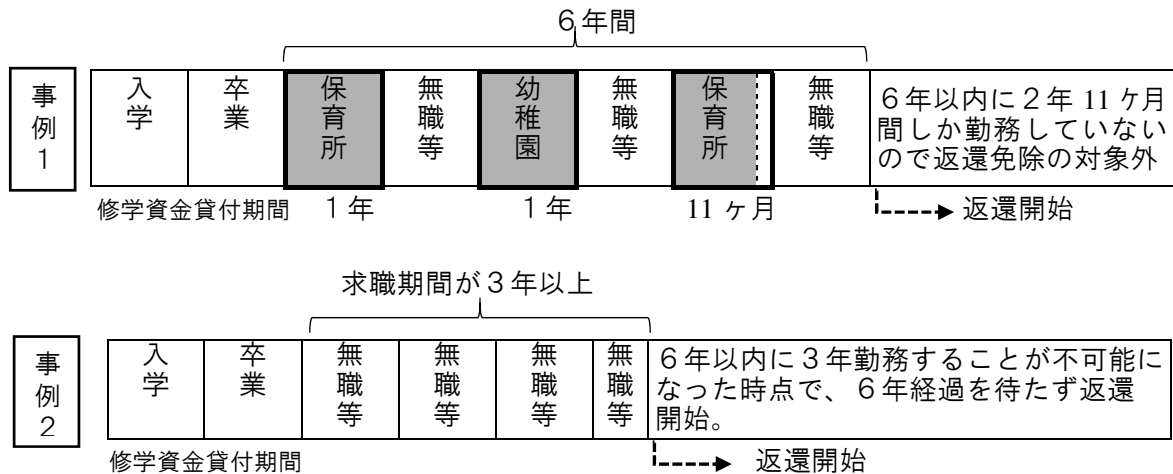 ６年間
事例１
入学
卒業
保育所
無職等
幼稚園
無職等
保育所
無職等
６年以内に２年 11 ヶ月
間しか勤務していない
ので返還免除の対象外
修学資金貸付期間
１年
１年
11 ヶ月
返還開始
求職期間が３年以上
事例２
入学
卒業
無職等
無職等
無職等
無職等
６年以内に３年勤務することが不可能に
なった時点で、６年経過を待たず返還
開始。
修学資金貸付期間
返還開始